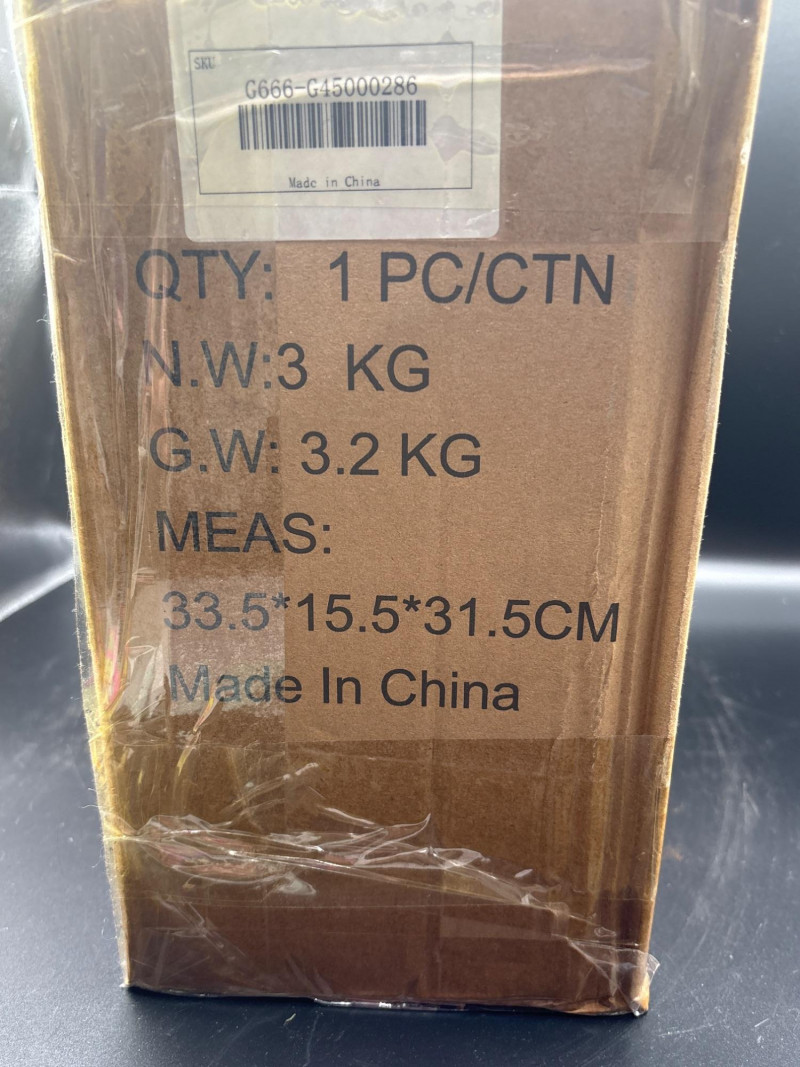 SKU
G666-G45000286
Made in China
QTY: 1 PC/CTN
N.W:3 KG
G.W: 3.2 KG
MEAS:
33.5*15.5*31.5CM
Made In China